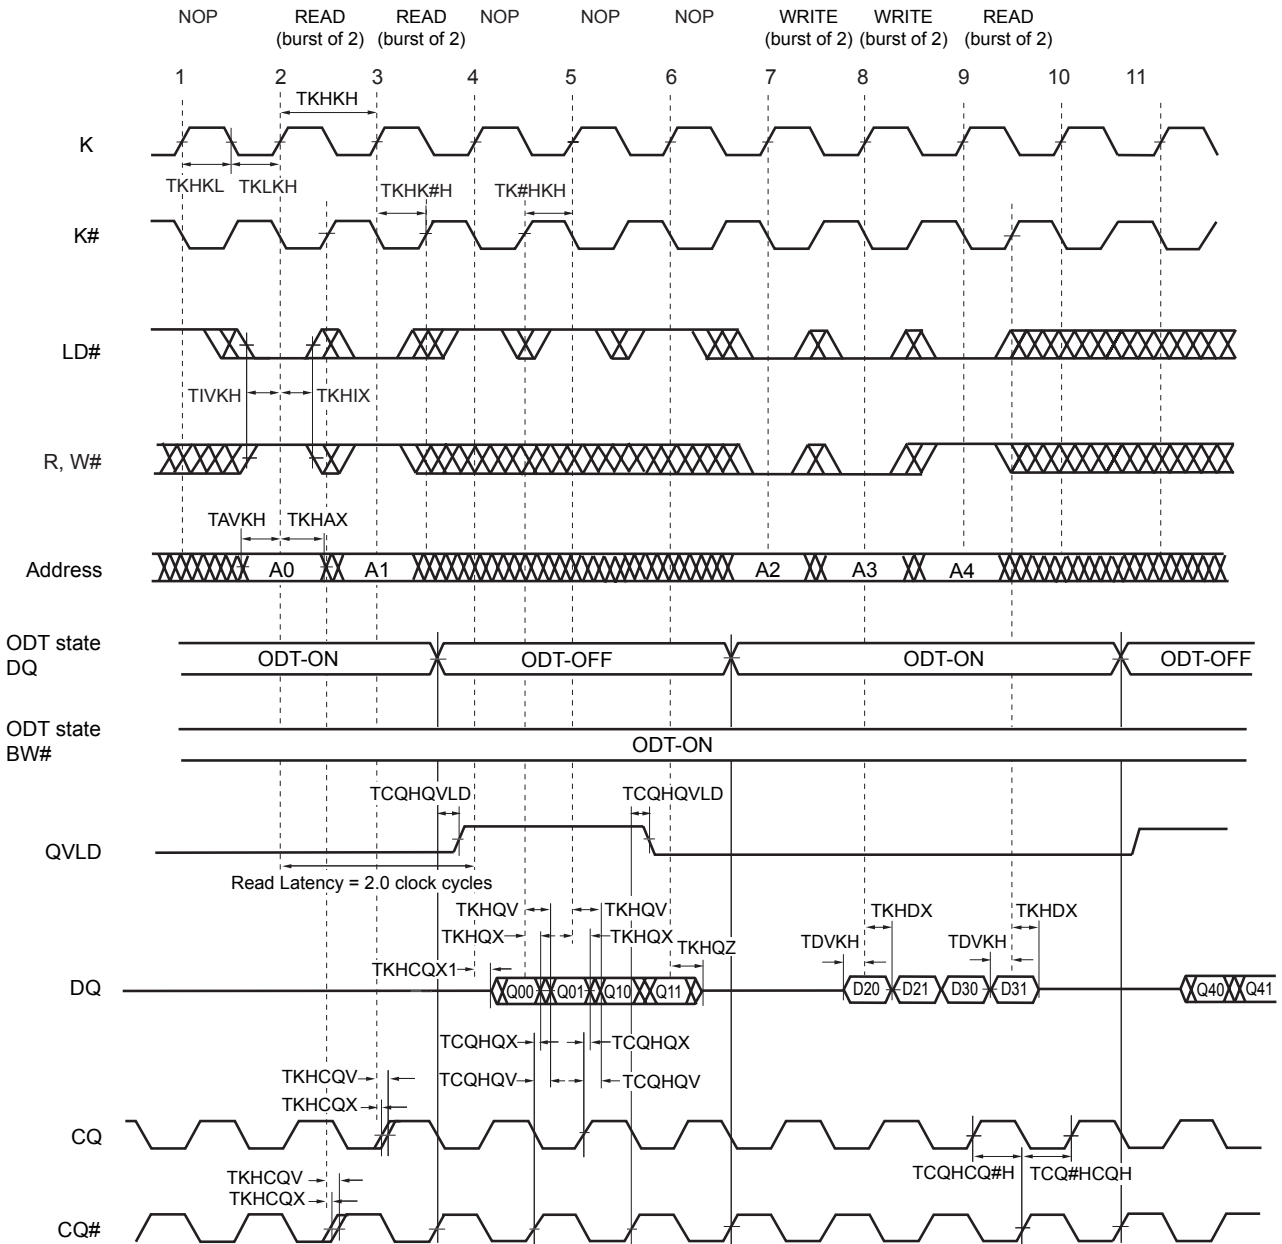 NOP READ READ NOP NOP NOP WRITE WRITE READ
(burst of 2) (burst of 2) (burst of 2) (burst of 2) (burst of 2)
1 2 3 4 5 6 7 8 9 10 11
TKHKH
K
TKHKL TKLKH TKHK#H TK#HKH
K#
LD#
TIVKH TKHIX
R, W#
TAVKH TKHAX
Address A0 A1 A2 A3 A4
ODT state
DQ
ODT-ON ODT-OFF ODT-ON ODT-OFF
ODT state
BW#
ODT-ON
TCQHQVLD TCQHQVLD
QVLD
Read Latency = 2.0 clock cycles
TKHQV TKHQV TKHDX TKHDX
TKHQX TKHQX TKHQZ TDVKH TDVKH
TKHCQX1
DQ Q00 Q01 Q10 Q11 D20 D21 D30 D31 Q40 Q41
TCQHQX TCQHQX
TKHCQV TCQHQV TCQHQV
TKHCQX
CQ
TKHCQV TCQHCQ#H TCQ#HCQH
TKHCQX
CQ#